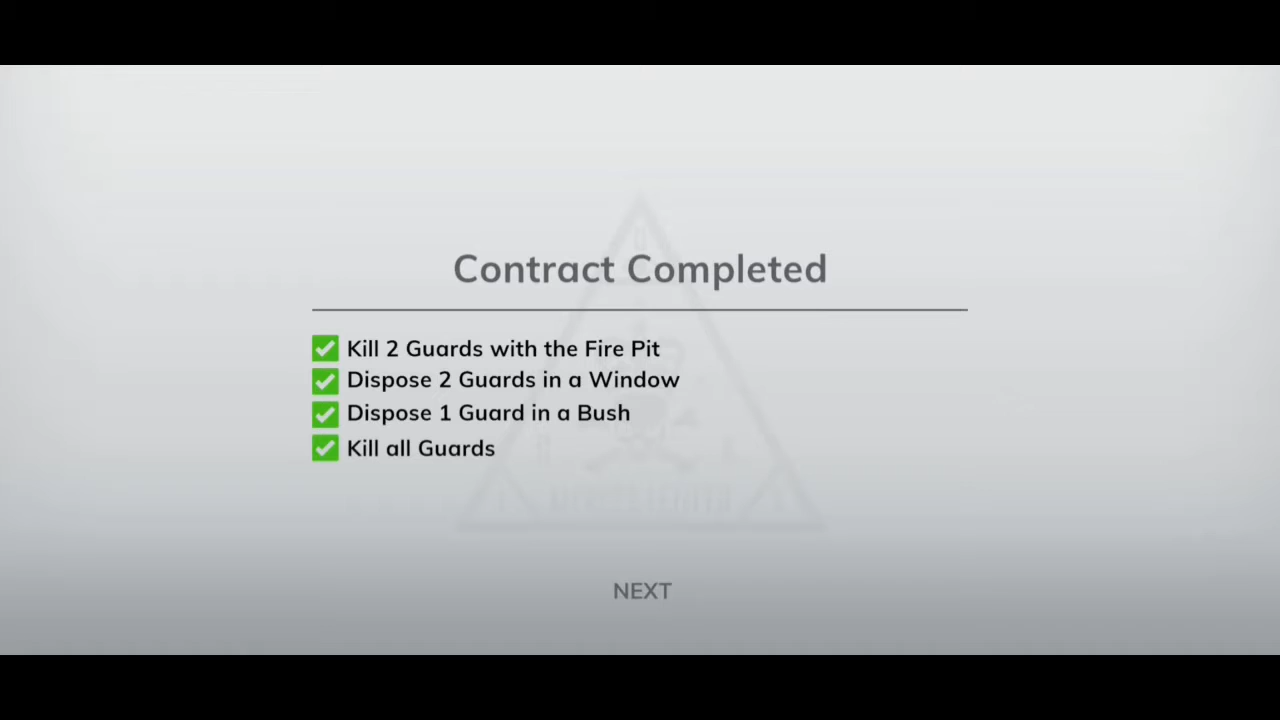 Contract Completed
Kill 2 Guards with the Fire Pit
Dispose 2 Guards in a Window
Dispose 1 Guard in a Bush
Kill all Guards
NEXT